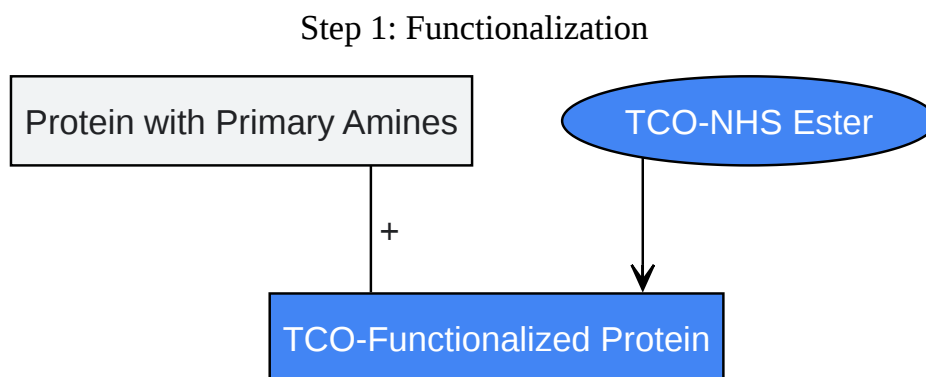 Step 1: Functionalization
Protein with Primary Amines
TCO-NHS Ester
+
TCO-Functionalized Protein